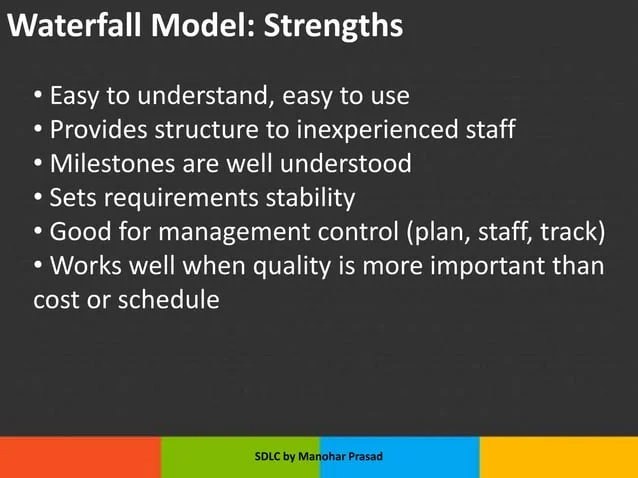 Waterfall Model: Strengths
• Easy to understand, easy to use
• Provides structure to inexperienced staff
• Milestones are well understood
• Sets requirements stability
• Good for management control (plan, staff, track)
• Works well when quality is more important than
cost or schedule
SDLC by Manohar Prasad